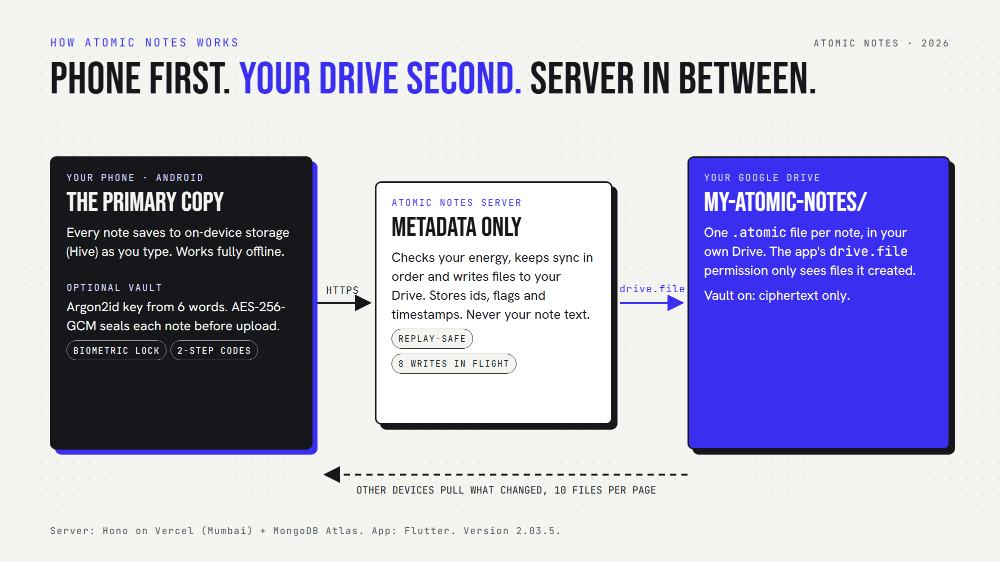 HOW ATOMIC NOTES WORKS
ATOMIC NOTES · 2026
PHONE FIRST. YOUR DRIVE SECOND. SERVER IN BETWEEN.
YOUR PHONE · ANDROID
THE PRIMARY COPY
Every note saves to on-device storage
(Hive) as you type. Works fully offline.
OPTIONAL VAULT
Argon2id key from 6 words. AES-256-
GCM seals each note before upload.
BIOMETRIC LOCK
2-STEP CODES
HTTPS
ATOMIC NOTES SERVER
METADATA ONLY
Checks your energy, keeps sync in
order and writes files to your
Drive. Stores ids, flags and
timestamps. Never your note text.
REPLAY-SAFE
8 WRITES IN FLIGHT
drive.file
YOUR GOOGLE DRIVE
MY-ATOMIC-NOTES/
One .atomic file per note, in your
own Drive. The app's drive.file
permission only sees files it created.
Vault on: ciphertext only.
OTHER DEVICES PULL WHAT CHANGED, 10 FILES PER PAGE
Server: Hono on Vercel (Mumbai) + MongoDB Atlas. App: Flutter. Version 2.03.5.